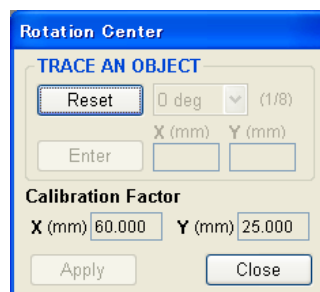 Rotation Center
TRACE AN OBJECT
Reset 0 deg (1/8)
X (mm) Y (mm)
Enter
Calibration Factor
X (mm) 60.000 Y (mm) 25.000
Apply Close